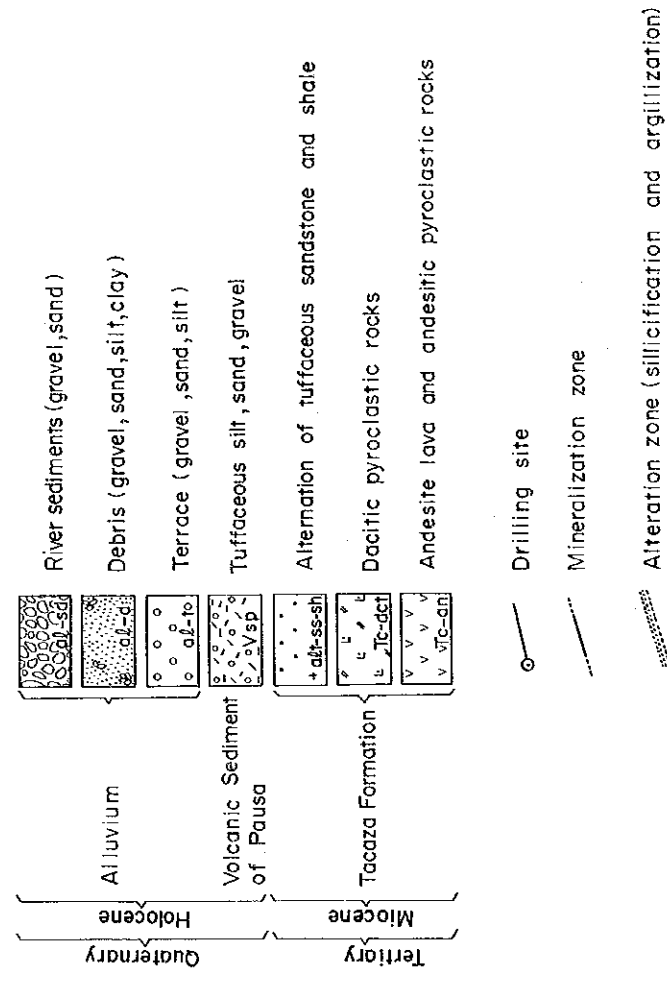 Quaternary
Holocene
Alluvium
al-sd
River sediments (gravel,sand)
al-d
Debris (gravel, sand,silt,clay)
al-to
Terrace (gravel,sand,silt)
Volcanic Sediment
of Pausa
Vsp
Tuffaceous silt,sand,gravel
Tertiary
Miocene
Tacaza Formation
alt-ss-sh
Alternation of tuffaceous sandstone and shale
Tc-dct
Dacitic pyroclastic rocks
Tc-an
Andesite lava and andesitic pyroclastic rocks
Drilling site
Mineralization zone
Alteration zone (sillicification and argillization)